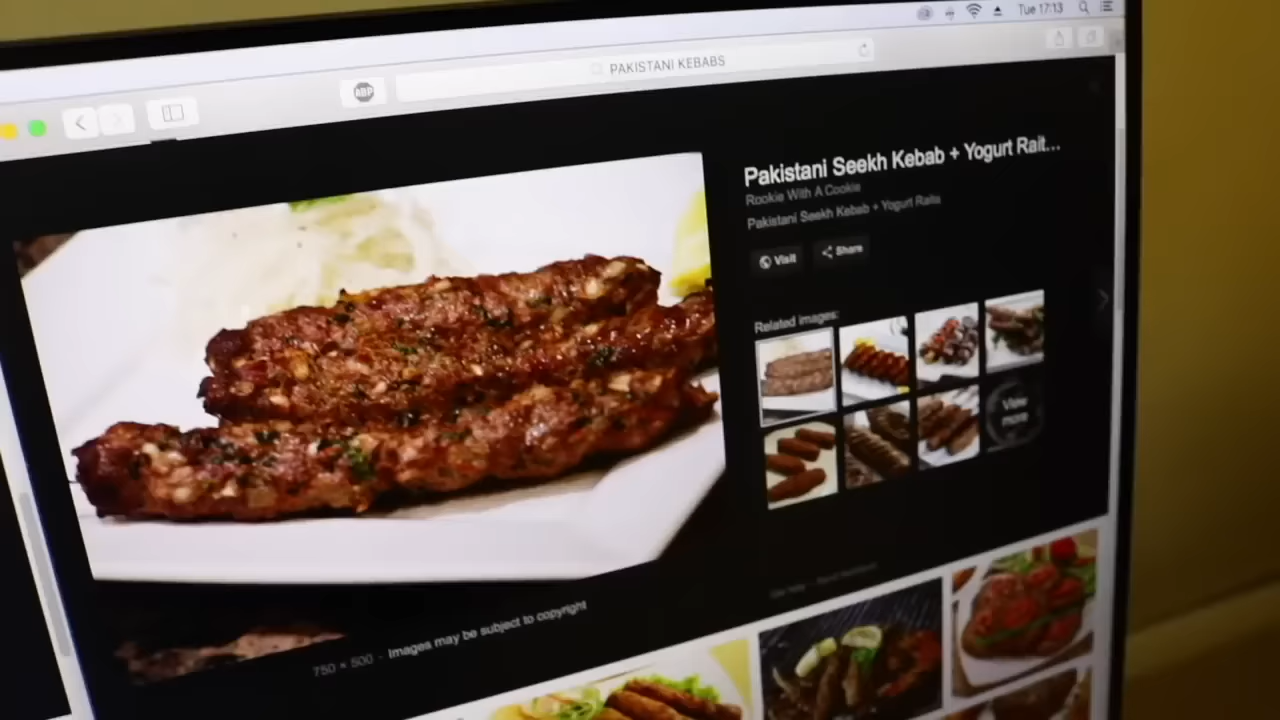 Tue 17:13
ABP
PAKISTANI KEBABS
Pakistani Seekh Kebab + Yogurt Rait...
Rookie With A Cookie
Pakistani Seekh Kebab + Yogurt Raita
Visit
Share
Related images:
View
more
750 × 500 - Images may be subject to copyright